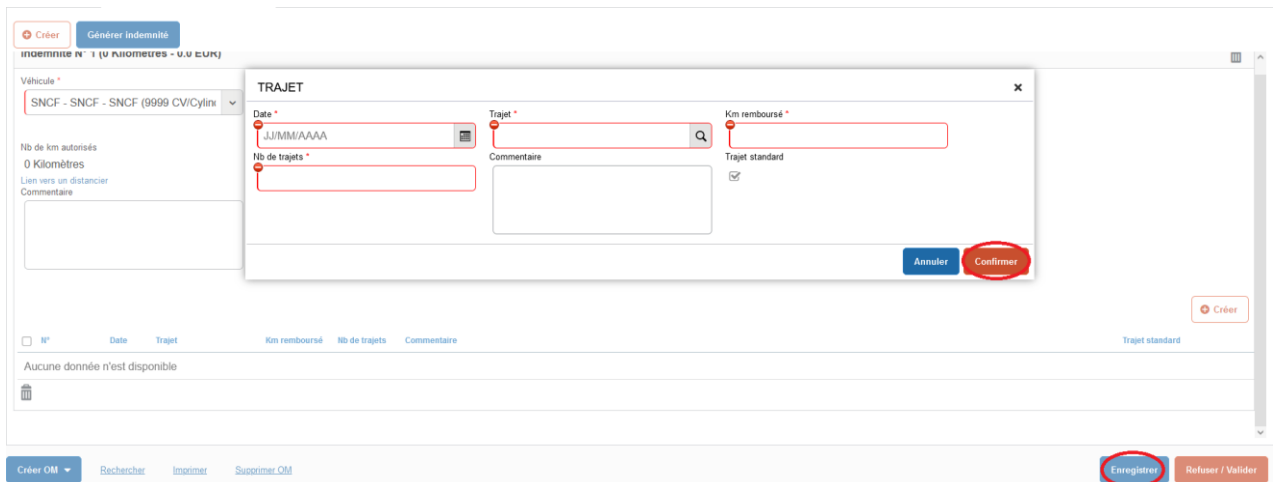 Créer
Générer indemnité
Indemnité N° 1 (0 Kilomètres - 0.0 EUR)
Véhicule *
SNCF - SNCF - SNCF (9999 CV/Cylin
Nb de km autorisés
0 Kilomètres
Lien vers un distancier
Commentaire
TRAJET
Date * Trajet * Km remboursé *
JJ/MM/AAAA
Nb de trajets * Commentaire Trajet standard
Annuler Confirmer
Créer
N° Date Trajet Km remboursé Nb de trajets Commentaire Trajet standard
Aucune donnée n'est disponible
Créer OM Rechercher Imprimer Supprimer OM Enregistrer Refuser / Valider